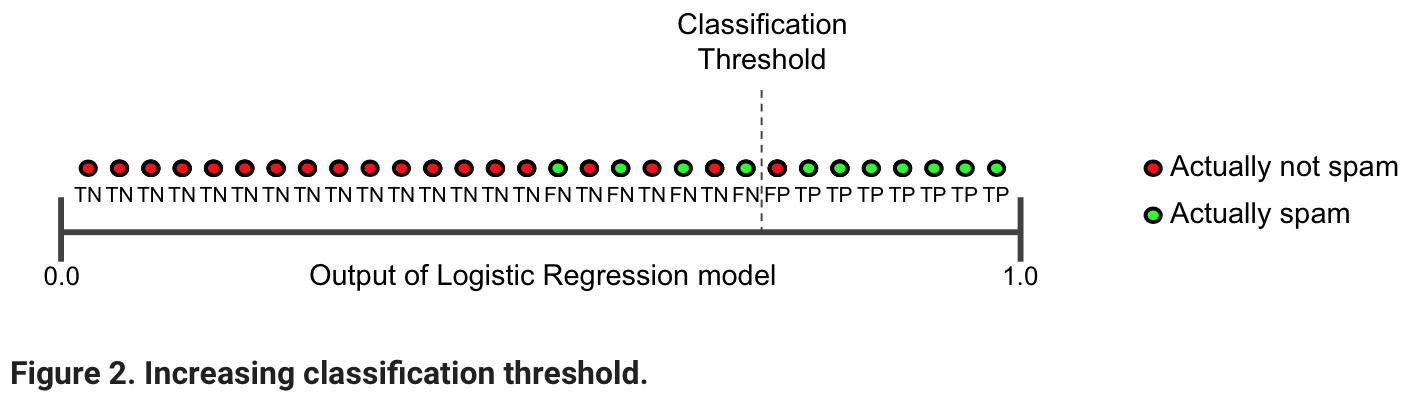 Classification
Threshold
TN TN TN TN TN TN TN TN TN TN TN TN TN TN TN FN TN FN TN FN TN FN FP TP TP TP TP TP TP TP
Actually not spam
Actually spam
0.0 Output of Logistic Regression model 1.0
Figure 2. Increasing classification threshold.